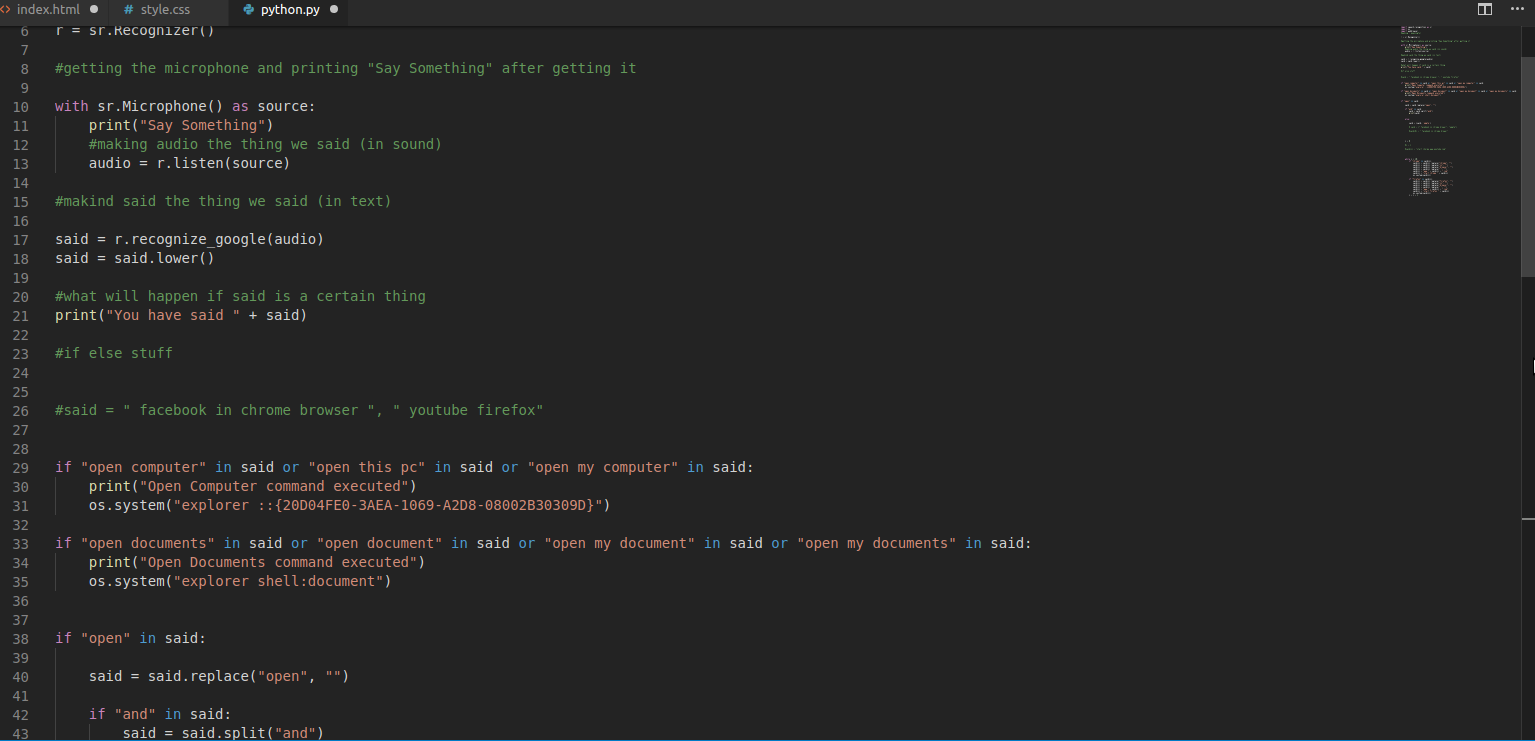 <> index.html ● # style.css python.py ● ...
6 r = sr.Recognizer()
7
8 #getting the microphone and printing "Say Something" after getting it
9
10 with sr.Microphone() as source:
11 print("Say Something")
12 #making audio the thing we said (in sound)
13 audio = r.listen(source)
14
15 #makind said the thing we said (in text)
16
17 said = r.recognize_google(audio)
18 said = said.lower()
19
20 #what will happen if said is a certain thing
21 print("You have said " + said)
22
23 #if else stuff
24
25
26 #said = " facebook in chrome browser ", " youtube firefox"
27
28
29 if "open computer" in said or "open this pc" in said or "open my computer" in said:
30 print("Open Computer command executed")
31 os.system("explorer ::{20D04FE0-3AEA-1069-A2D8-08002B30309D}")
32
33 if "open documents" in said or "open document" in said or "open my document" in said or "open my documents" in said:
34 print("Open Documents command executed")
35 os.system("explorer shell:document")
36
37
38 if "open" in said:
39
40 said = said.replace("open", "")
41
42 if "and" in said:
43 said = said.split("and")